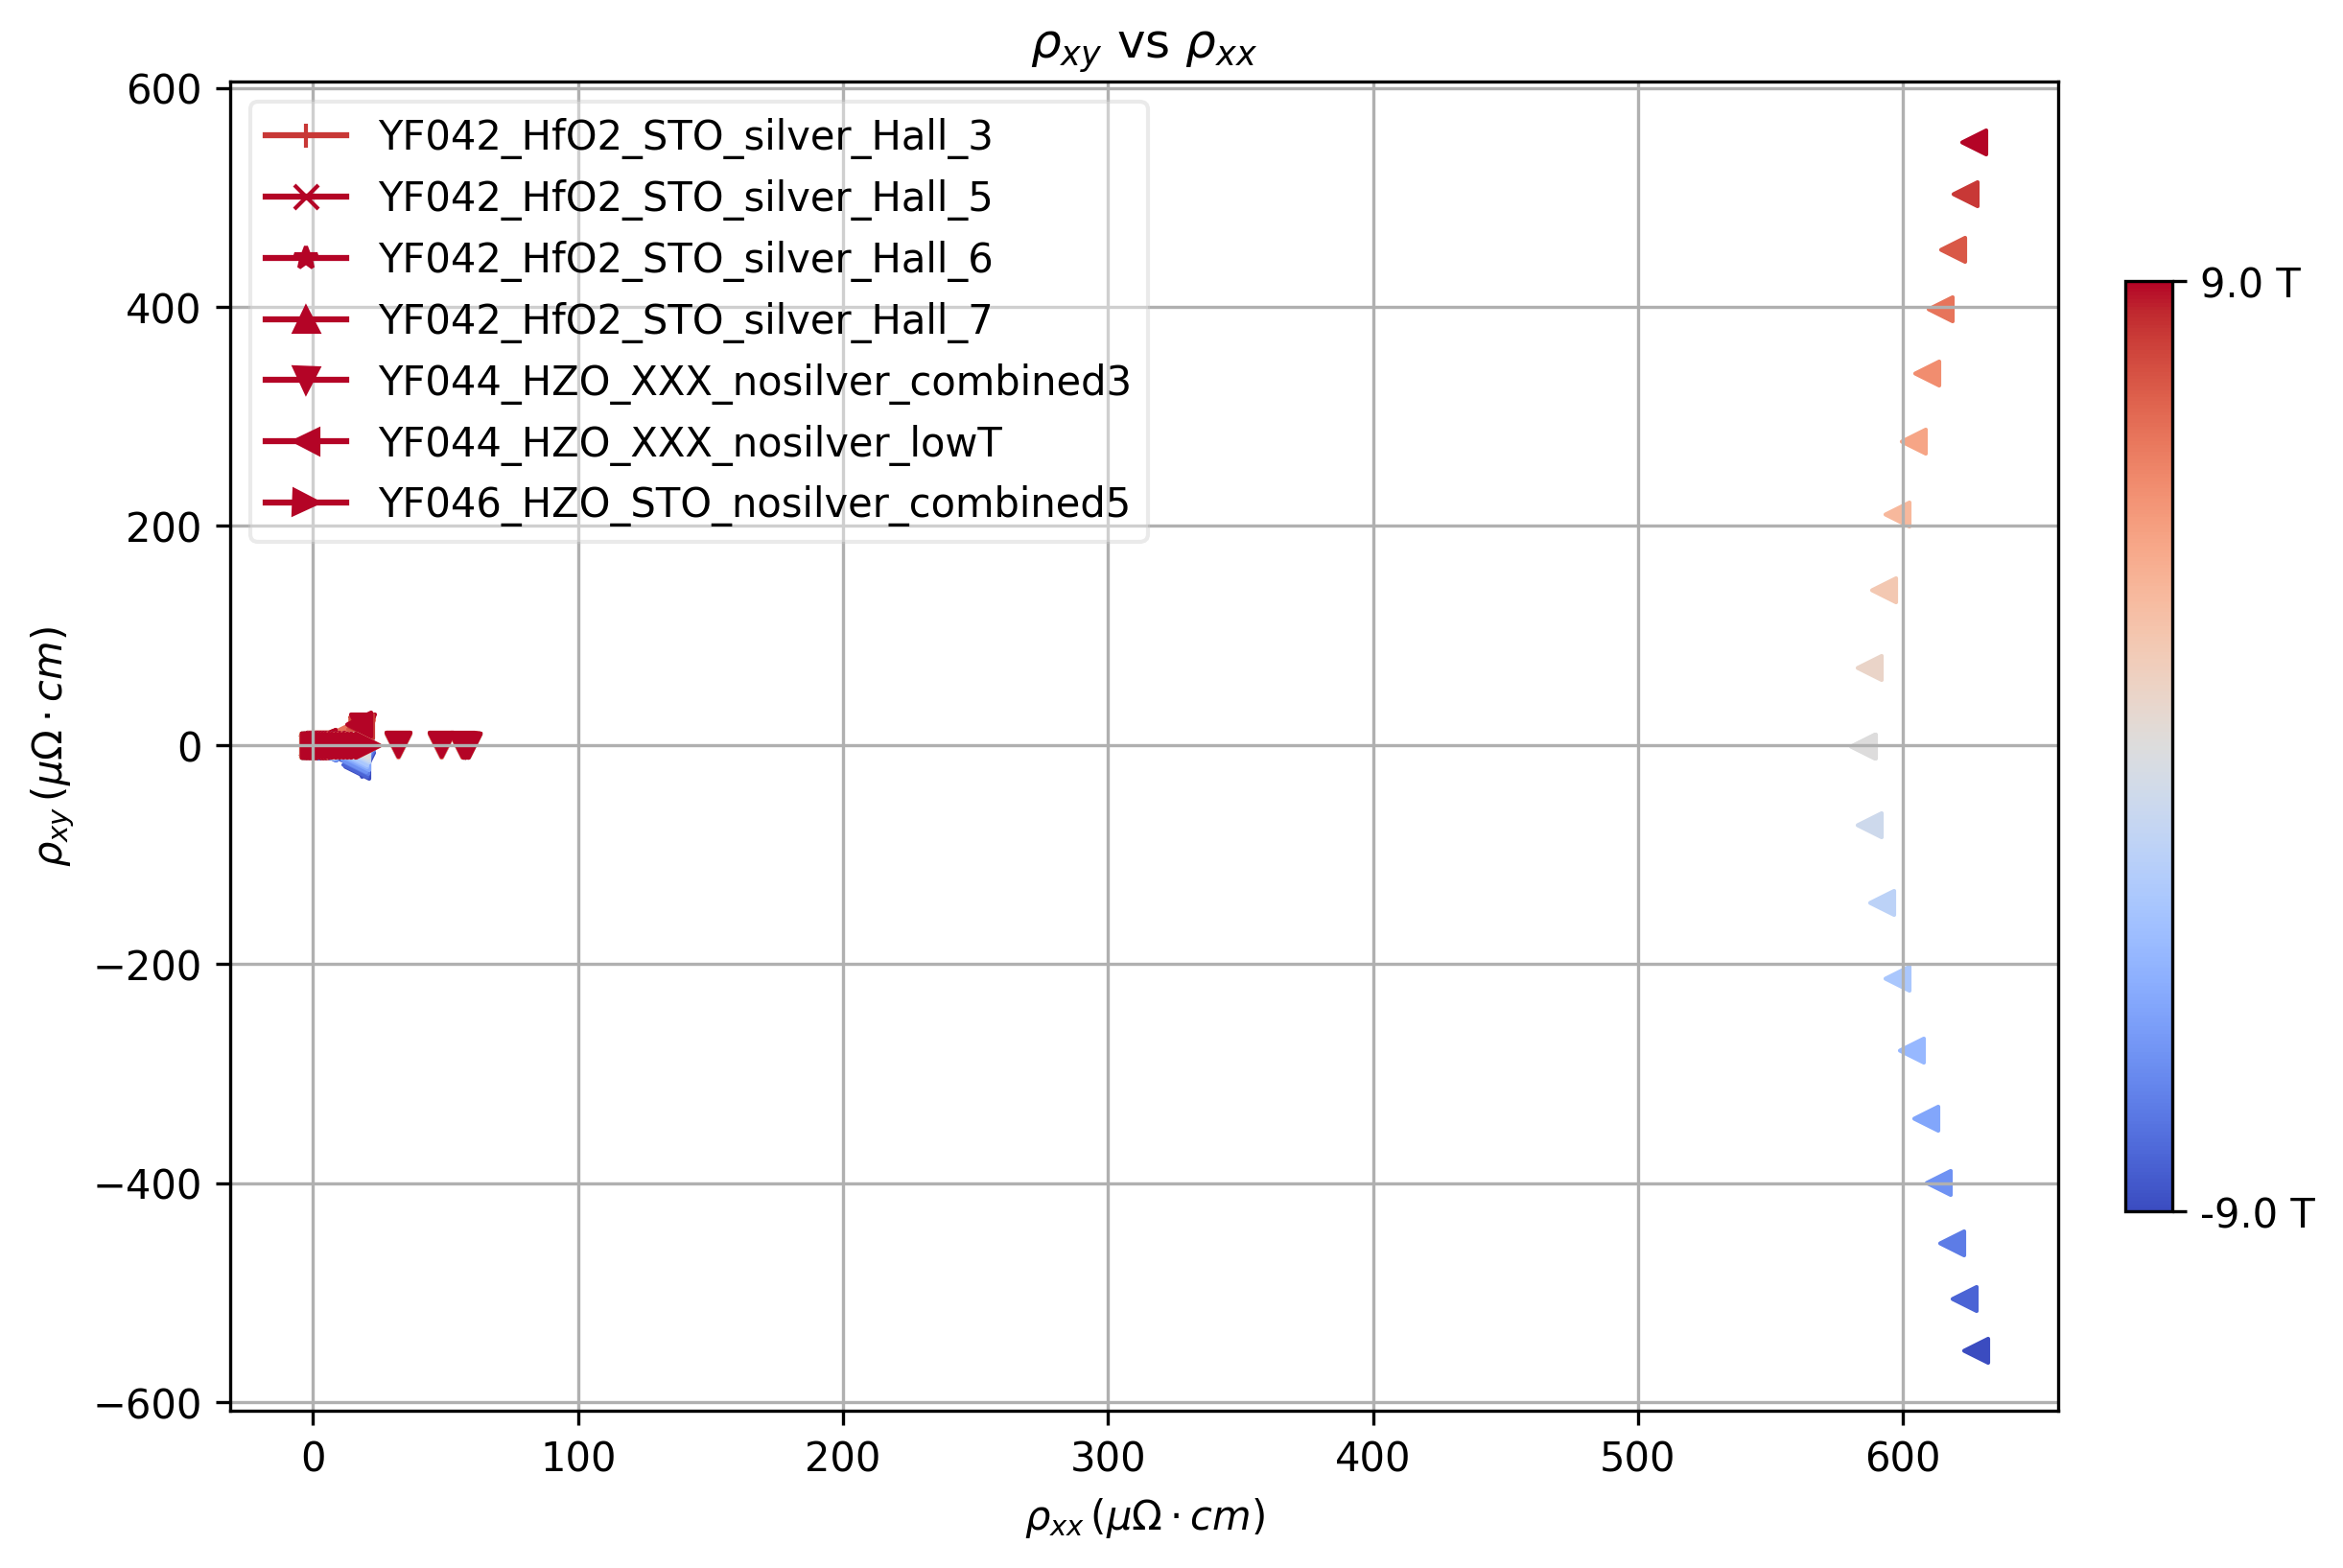 ρxy vs ρxx
600
400
200
0
−200
−400
−600
ρxy (μΩ · cm)
YF042_HfO2_STO_silver_Hall_3
YF042_HfO2_STO_silver_Hall_5
YF042_HfO2_STO_silver_Hall_6
YF042_HfO2_STO_silver_Hall_7
YF044_HZO_XXX_nosilver_combined3
YF044_HZO_XXX_nosilver_lowT
YF046_HZO_STO_nosilver_combined5
0 100 200 300 400 500 600
ρxx (μΩ · cm)
9.0 T
-9.0 T